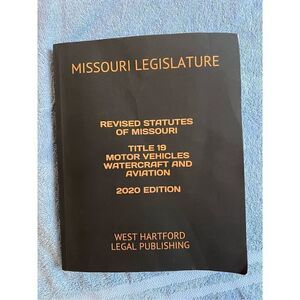 MISSOURI LEGISLATURE
REVISED STATUTES
OF MISSOURI
TITLE 19
MOTOR VEHICLES
WATERCRAFT AND
AVIATION
2020 EDITION
WEST HARTFORD
LEGAL PUBLISHING